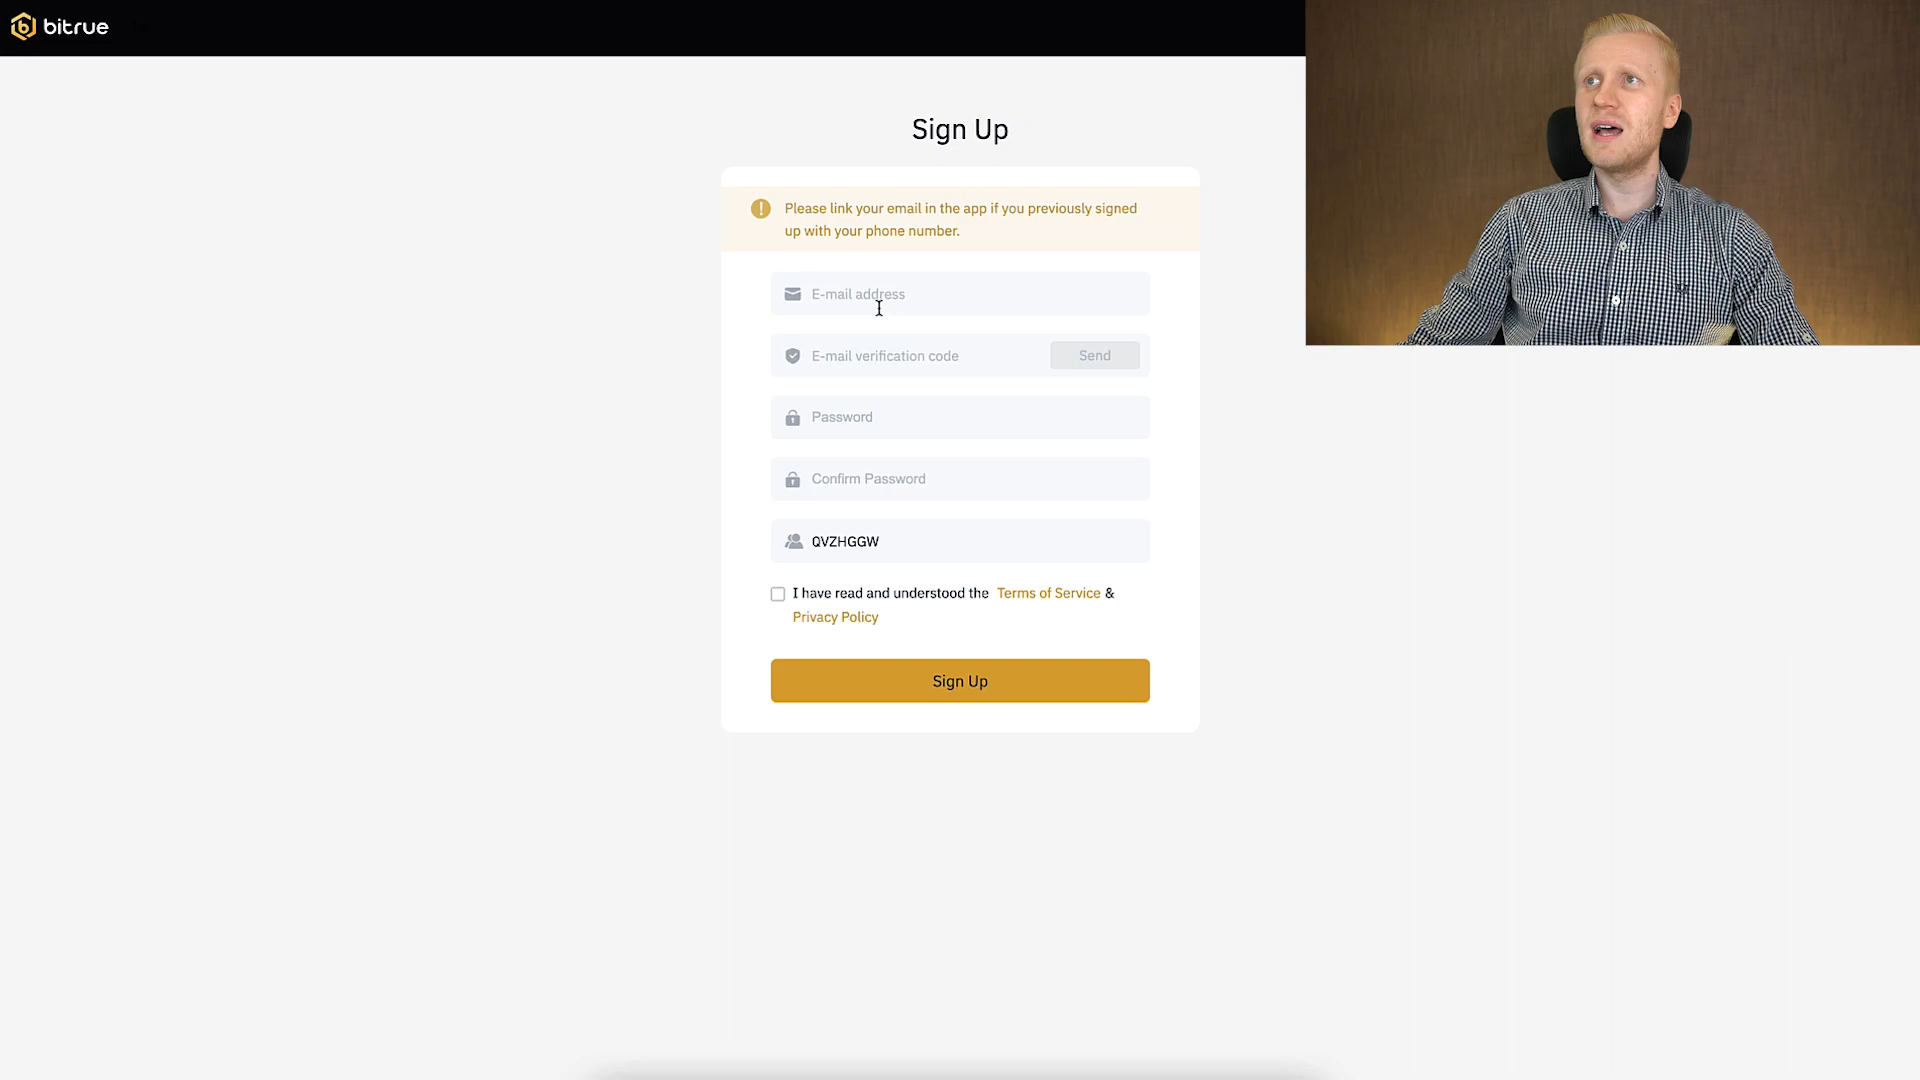 bitrue
Sign Up
Please link your email in the app if you previously signed
up with your phone number.
E-mail address
E-mail verification code
Send
Password
Confirm Password
QVZHGGW
I have read and understood the Terms of Service &
Privacy Policy
Sign Up